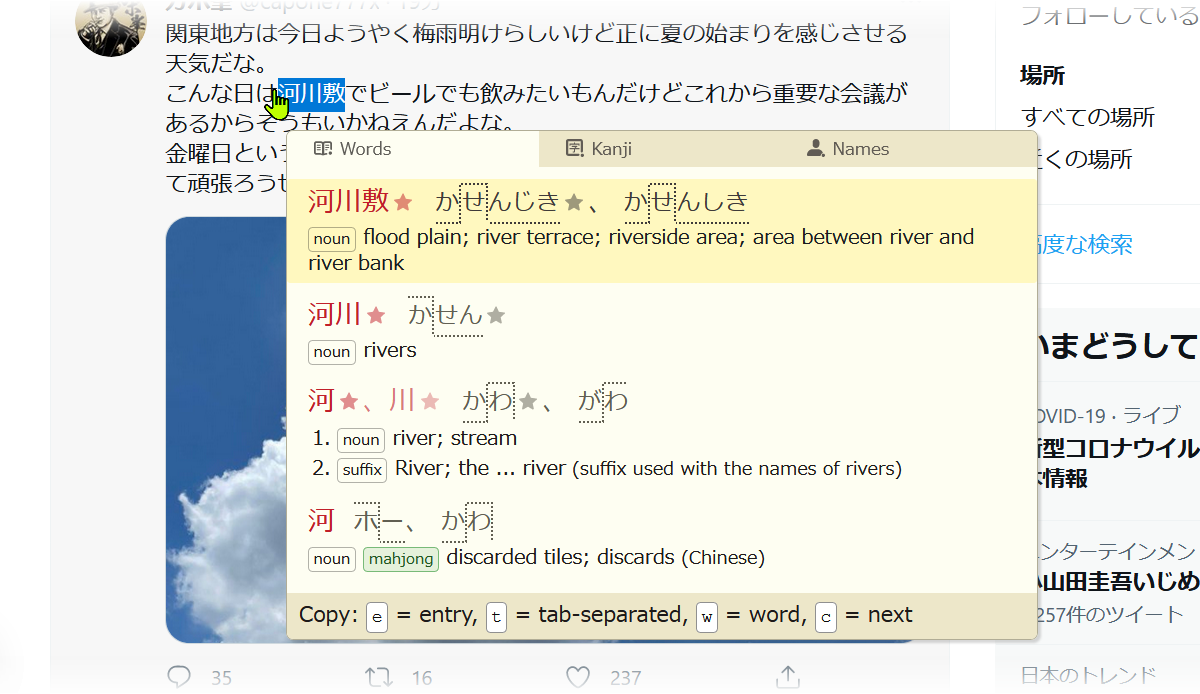 @capone777x · 19分
関東地方は今日ようやく梅雨明けらしいけど正に夏の始まりを感じさせる
天気だな。
こんな日は河川敷でビールでも飲みたいもんだけどこれから重要な会議が
あるからそうもいかねえんだよな。
金曜日とい
て頑張ろうぜ
Words
Kanji
Names
河川敷★ かせんじき★、 かせんしき
noun flood plain; river terrace; riverside area; area between river and
river bank
河川★ かせん★
noun rivers
河★、川★ かわ★、 がわ
1. noun river; stream
2. suffix River; the ... river (suffix used with the names of rivers)
河 ホー、 かわ
noun mahjong discarded tiles; discards (Chinese)
Copy: e = entry, t = tab-separated, w = word, c = next
35
16
237
フォローしている
場所
すべての場所
近くの場所
高度な検索
いまどうして
COVID-19 · ライブ
新型コロナウイル
情報
エンターテインメン
小山田圭吾いじめ
257件のツイート
日本のトレンド